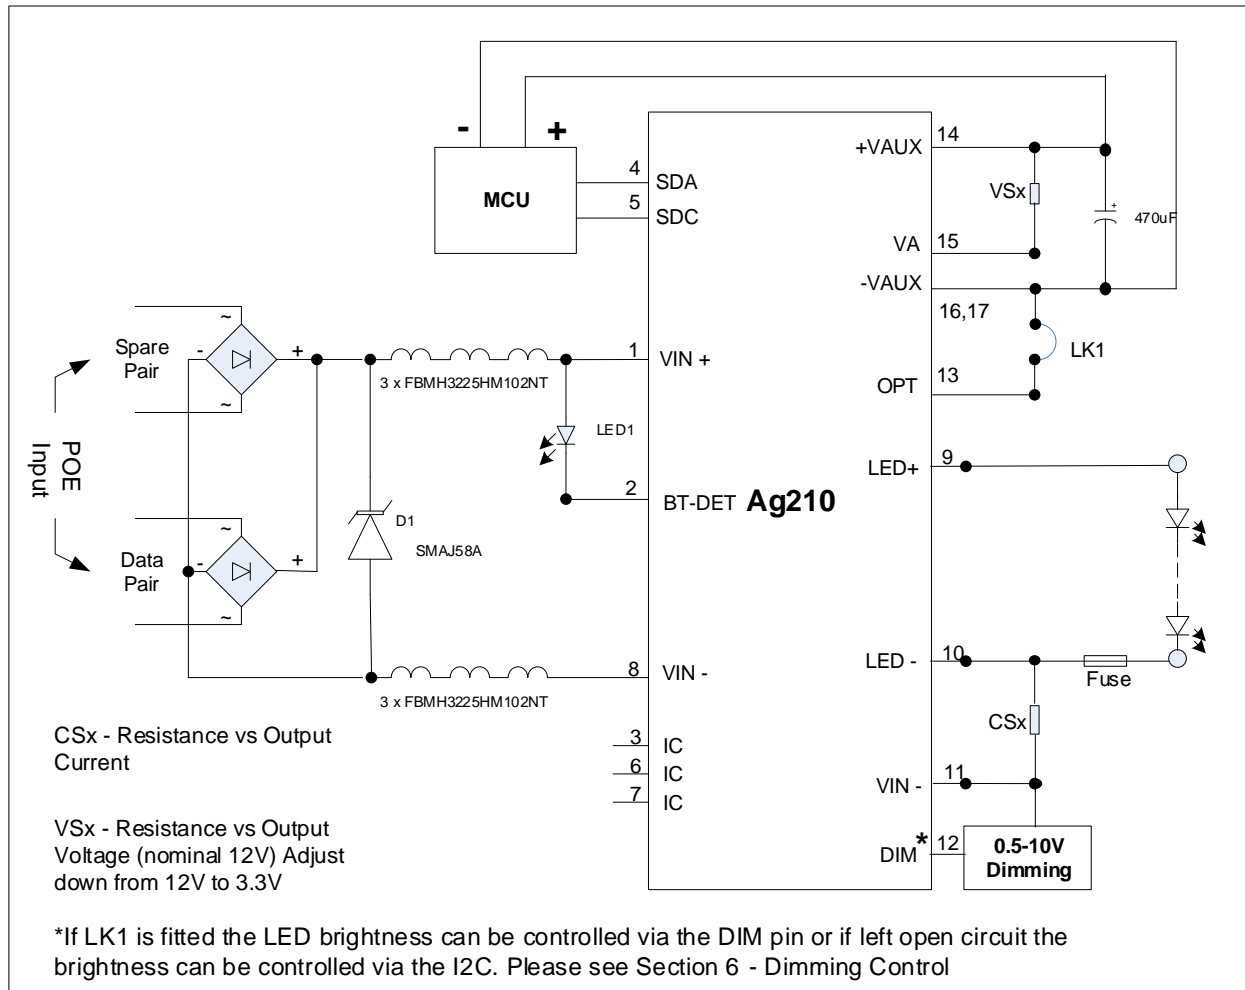 -
+
MCU
4
SDA
5
SDC
14
+VAUX
VSx
+
470uF
15
VA
-VAUX
16,17
LK1
13
OPT
~
Spare
Pair
-
+
~
3 x FBMH3225HM102NT
1
VIN +
LED1
POE
Input
2
BT-DET
Ag210
9
LED+
D1
SMAJ58A
~
Data
Pair
-
+
~
10
LED -
Fuse
3 x FBMH3225HM102NT
8
VIN -
CSx
3
IC
6
IC
7
IC
11
VIN -
DIM*
12
0.5-10V
Dimming
CSx - Resistance vs Output
Current
VSx - Resistance vs Output
Voltage (nominal 12V) Adjust
down from 12V to 3.3V
*If LK1 is fitted the LED brightness can be controlled via the DIM pin or if left open circuit the
brightness can be controlled via the I2C. Please see Section 6 - Dimming Control